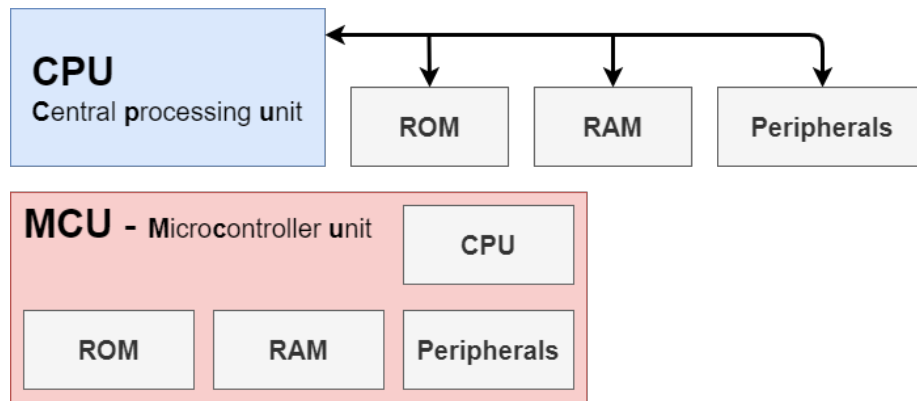 CPU
Central processing unit
ROM
RAM
Peripherals
MCU - Microcontroller unit
CPU
ROM
RAM
Peripherals